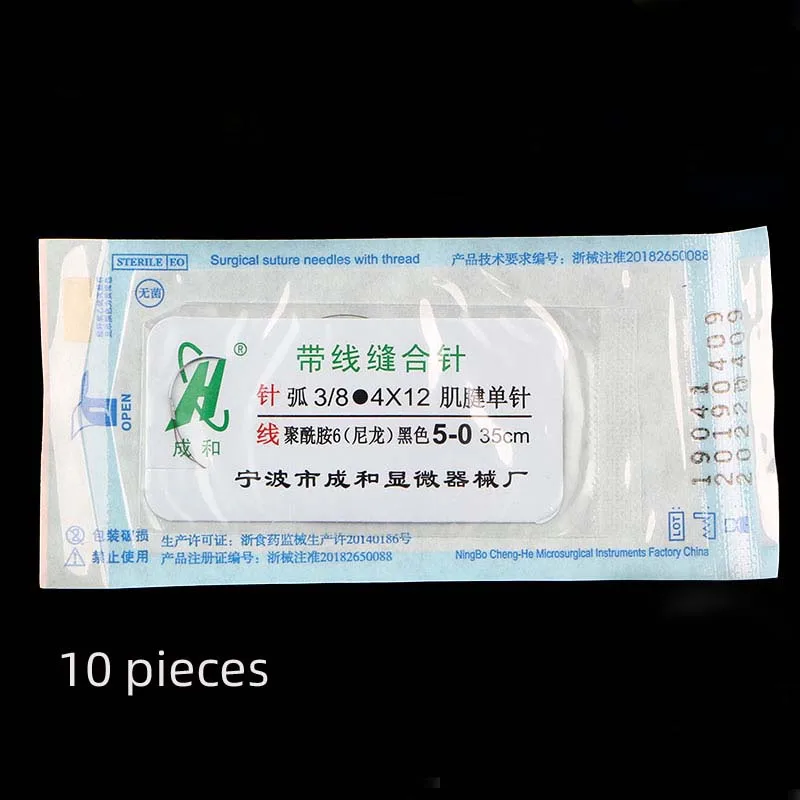 STERILE EO
Surgical suture needles with thread
产品技术要求编号：浙械注准20182650088
无菌
OPEN
带线缝合针
®
成和
针 弧 3/8●4X12 肌腱单针
线 聚酰胺6(尼龙)黑色 5-0 35cm
宁波市成和显微器械厂
19041
20190409
20220409
LOT
包装破损
禁止使用
生产许可证：浙食药监械生产许20140186号
产品注册证编号：浙械注准20182650088
NingBo Cheng-He Microsurgical Instruments Factory China
10 pieces